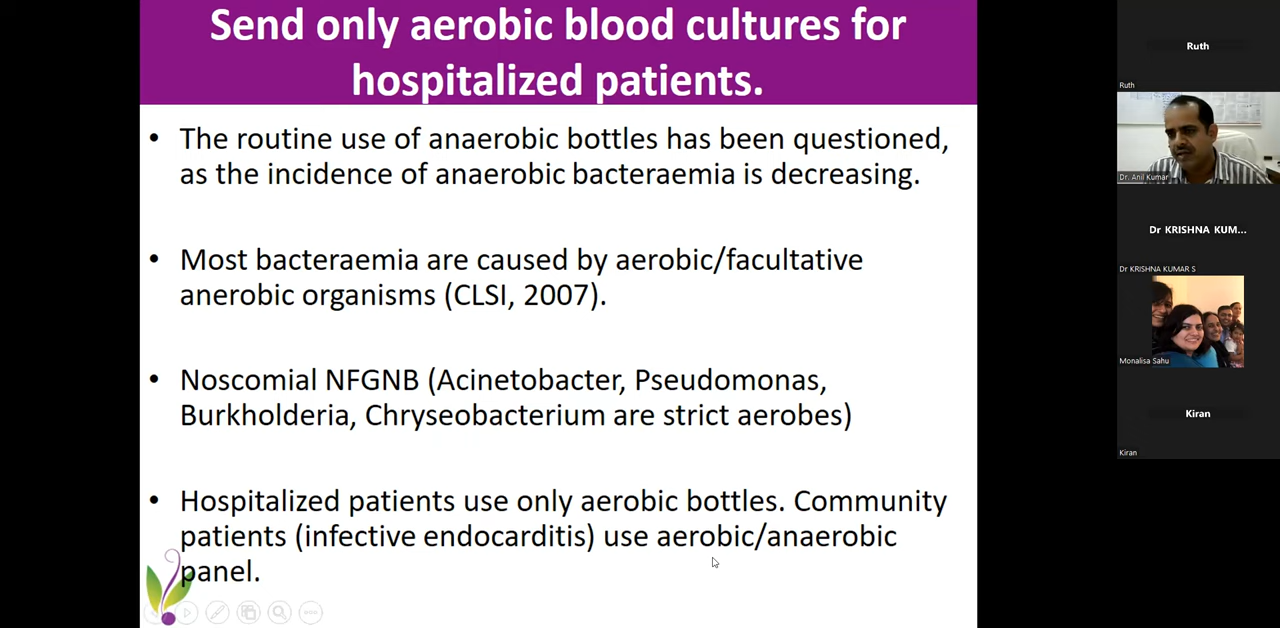 Send only aerobic blood cultures for
hospitalized patients.
• The routine use of anaerobic bottles has been questioned,
as the incidence of anaerobic bacteraemia is decreasing.
• Most bacteraemia are caused by aerobic/facultative
anerobic organisms (CLSI, 2007).
• Noscomial NFGNB (Acinetobacter, Pseudomonas,
Burkholderia, Chryseobacterium are strict aerobes)
• Hospitalized patients use only aerobic bottles. Community
patients (infective endocarditis) use aerobic/anaerobic
panel.
Ruth
Ruth
Dr. Anil Kumar
Dr KRISHNA KUM...
Dr KRISHNA KUMAR S
Monalisa Sahu
Kiran
Kiran